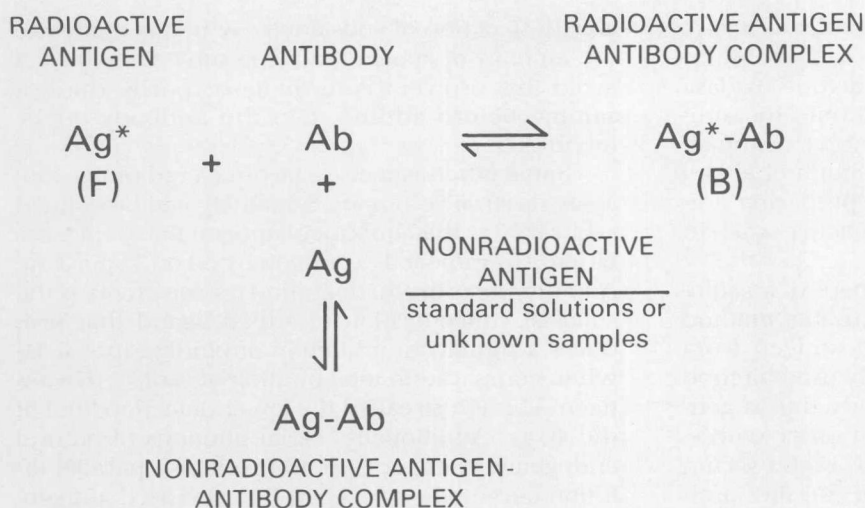 RADIOACTIVE
ANTIGEN
ANTIBODY
RADIOACTIVE ANTIGEN
ANTIBODY COMPLEX
Ag* + Ab ⇌ Ag*-Ab
(F) + (B)
Ag
NONRADIOACTIVE
ANTIGEN
standard solutions or
unknown samples
⇌
Ag-Ab
NONRADIOACTIVE ANTIGEN-
ANTIBODY COMPLEX